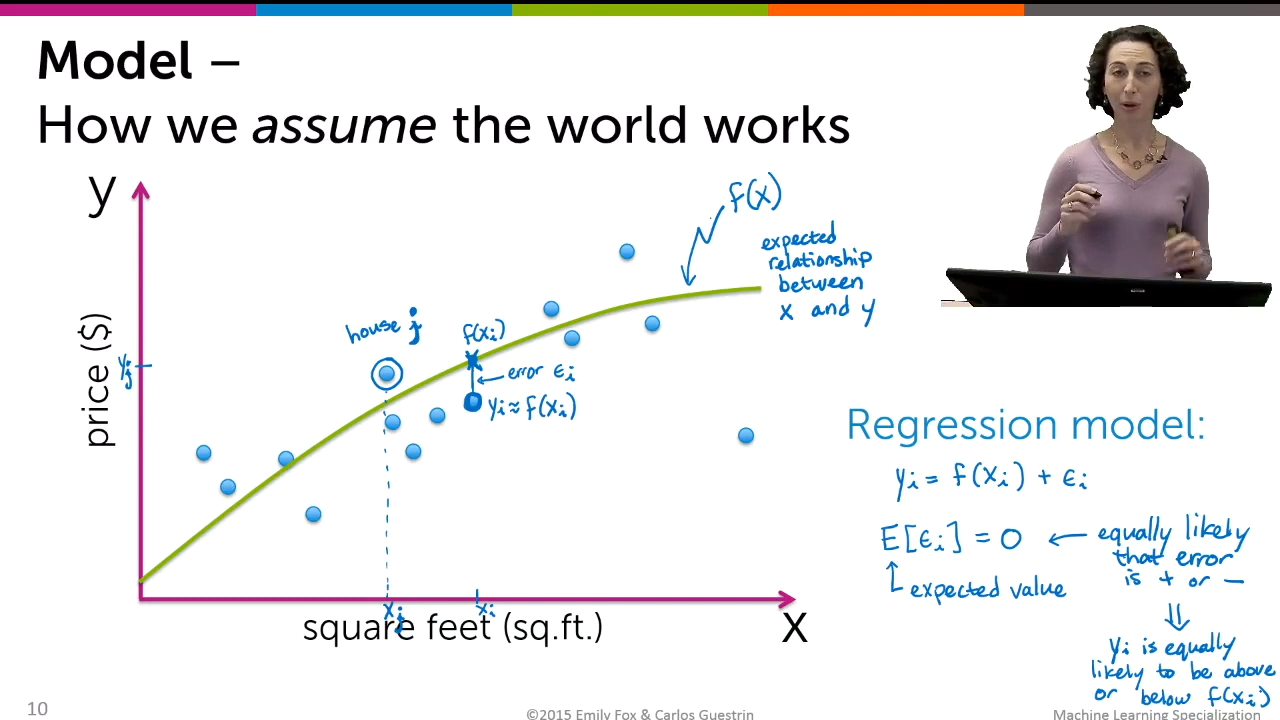 Model –
How we assume the world works
y
f(x)
expected
relationship
between
x and y
house j
f(xi)
error εi
yi ≈ f(xi)
yj
price ($)
xj
xi
square feet (sq.ft.)
x
Regression model:
yi = f(xi) + εi
E[εi] = 0 ← equally likely
that error
is + or −
expected value
⇓
yi is equally
likely to be above
or below f(xi)
10
©2015 Emily Fox & Carlos Guestrin
Machine Learning Specialization